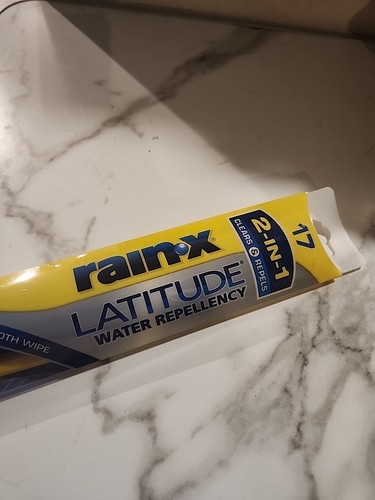 rain-x®
LATITUDE
WATER REPELLENCY
2-IN-1
CLEARS & REPELS
17
OTH WIPE